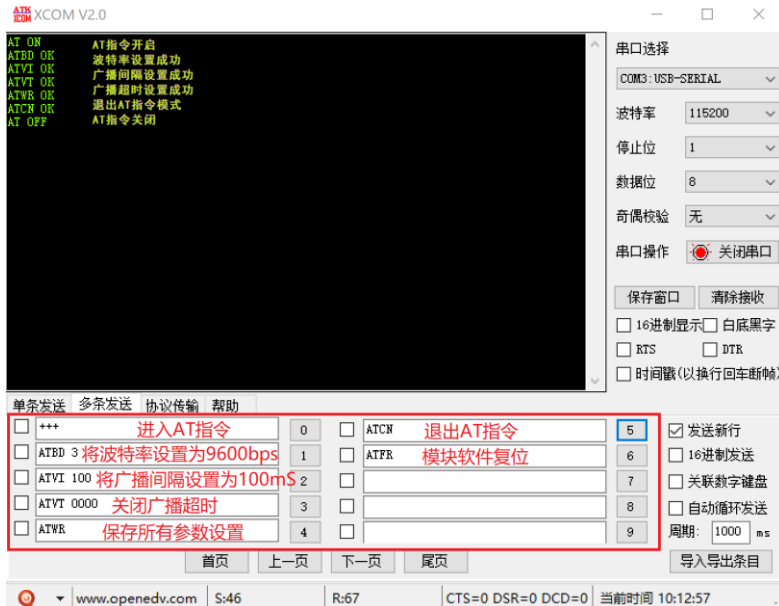 ATK XCOM XCOM V2.0
AT ON AT指令开启
ATBD OK 波特率设置成功
ATVI OK 广播间隔设置成功
ATVT OK 广播超时设置成功
ATWR OK
ATCN OK 退出AT指令模式
AT OFF AT指令关闭
串口选择
COM3:USB-SERIAL
波特率 115200
停止位 1
数据位 8
奇偶校验 无
串口操作 关闭串口
保存窗口 清除接收
16进制显示 白底黑字
RTS DTR
时间戳(以换行回车断帧)
单条发送 多条发送 协议传输 帮助
+++ 进入AT指令 0 ATCN 退出AT指令 5 发送新行
ATBD 3 将波特率设置为9600bps 1 ATFR 模块软件复位 6 16进制发送
ATVI 100 将广播间隔设置为100mS 2 7 关联数字键盘
ATVT 0000 关闭广播超时 3 8 自动循环发送
ATWR 保存所有参数设置 4 9 周期: 1000 ms
首页 上一页 下一页 尾页 导入导出条目
www.openedv.com S:46 R:67 CTS=0 DSR=0 DCD=0 当前时间 10:12:57